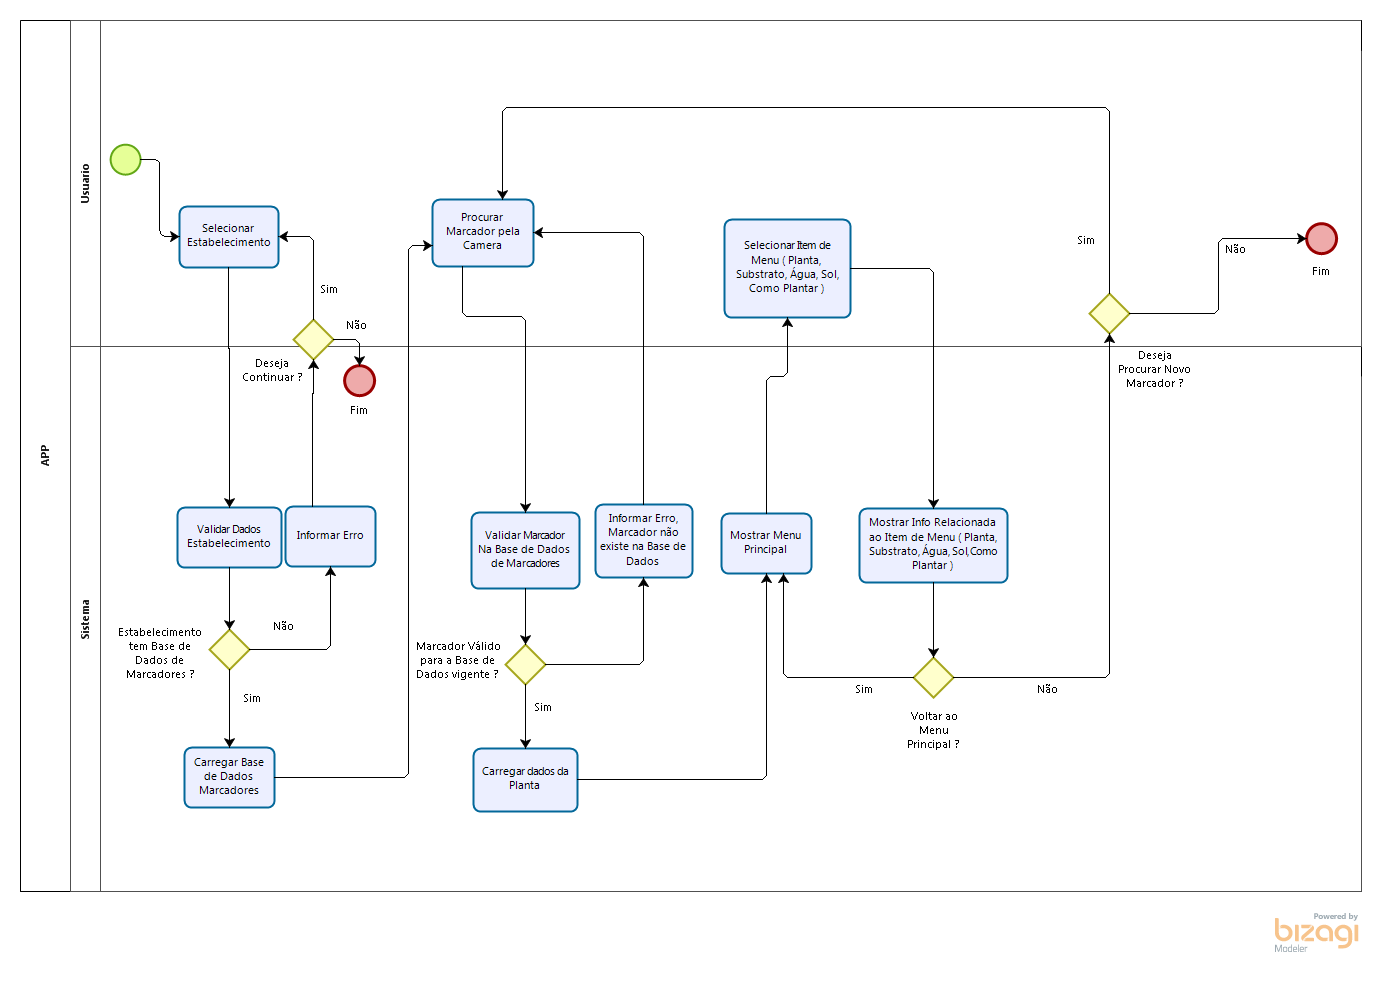 APP
Usuario
Sistema
Selecionar
Estabelecimento
Sim
Não
Deseja
Continuar ?
Fim
Validar Dados
Estabelecimento
Informar Erro
Estabelecimento
tem Base de
Dados de
Marcadores ?
Não
Sim
Carregar Base
de Dados
Marcadores
Procurar
Marcador pela
Camera
Validar Marcador
Na Base de Dados
de Marcadores
Informar Erro,
Marcador não
existe na Base de
Dados
Marcador Válido
para a Base de
Dados vigente ?
Sim
Carregar dados da
Planta
Selecionar Item de
Menu ( Planta,
Substrato, Água, Sol,
Como Plantar )
Mostrar Menu
Principal
Mostrar Info Relacionada
ao Item de Menu ( Planta,
Substrato, Água, Sol,Como
Plantar )
Sim
Não
Voltar ao
Menu
Principal ?
Sim
Não
Deseja
Procurar Novo
Marcador ?
Fim
Powered by
bizagi
Modeler